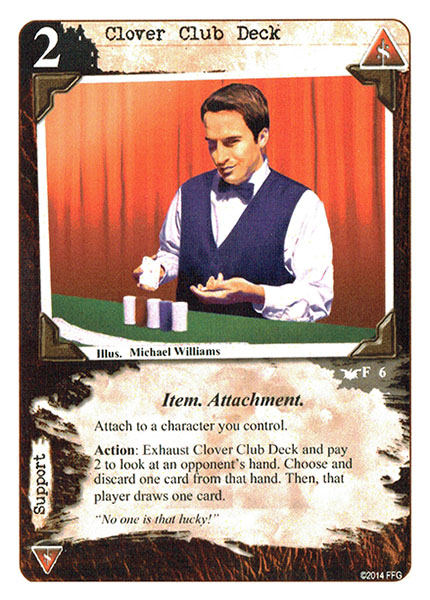 2
Clover Club Deck
Illus. Michael Williams
F 6
Item. Attachment.
Attach to a character you control.
Action: Exhaust Clover Club Deck and pay
2 to look at an opponent's hand. Choose and
discard one card from that hand. Then, that
player draws one card.
"No one is that lucky!"
Support
©2014 FFG